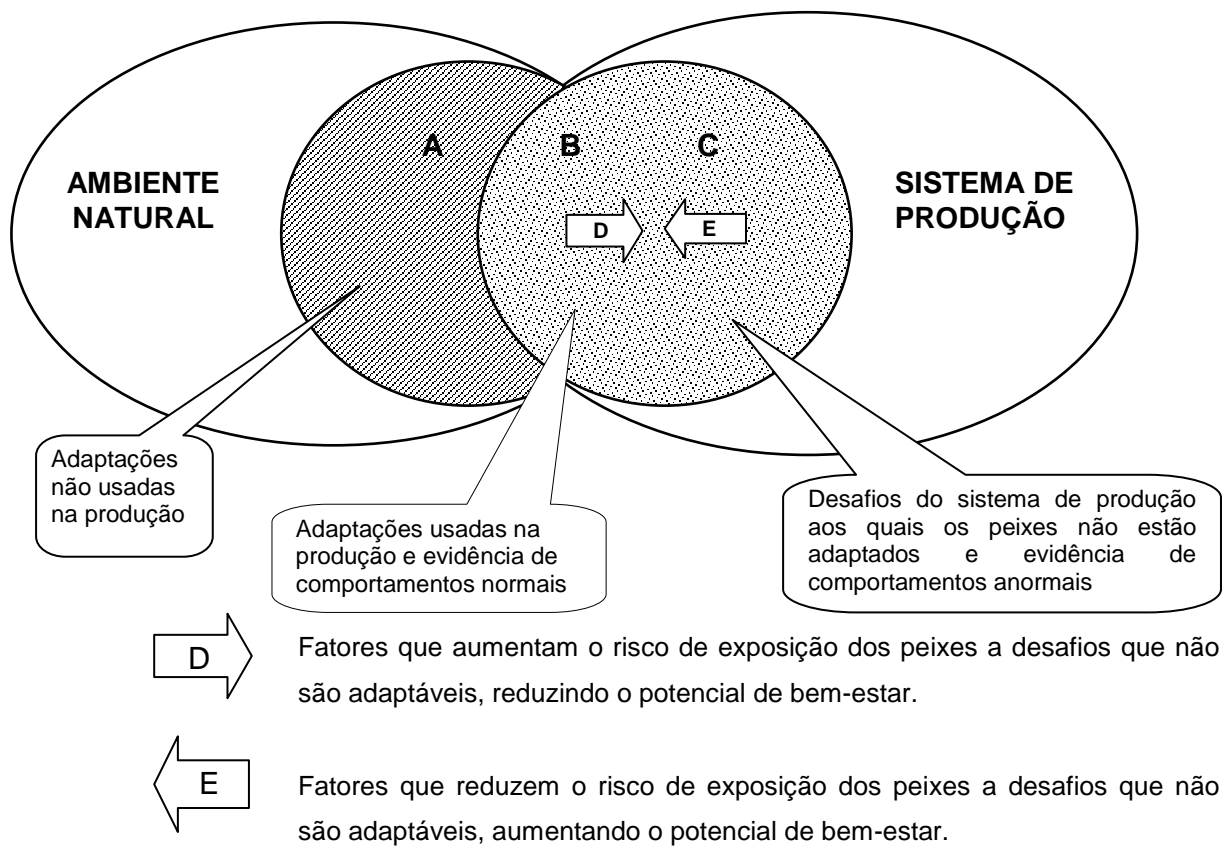 A
B
C
AMBIENTE
NATURAL
SISTEMA DE
PRODUÇÃO
D
E
Adaptações
não usadas
na produção
Adaptações usadas na
produção e evidência de
comportamentos normais
Desafios do sistema de produção
aos quais os peixes não estão
adaptados e evidência de
comportamentos anormais
D
Fatores que aumentam o risco de exposição dos peixes a desafios que não
são adaptáveis, reduzindo o potencial de bem-estar.
E
Fatores que reduzem o risco de exposição dos peixes a desafios que não
são adaptáveis, aumentando o potencial de bem-estar.